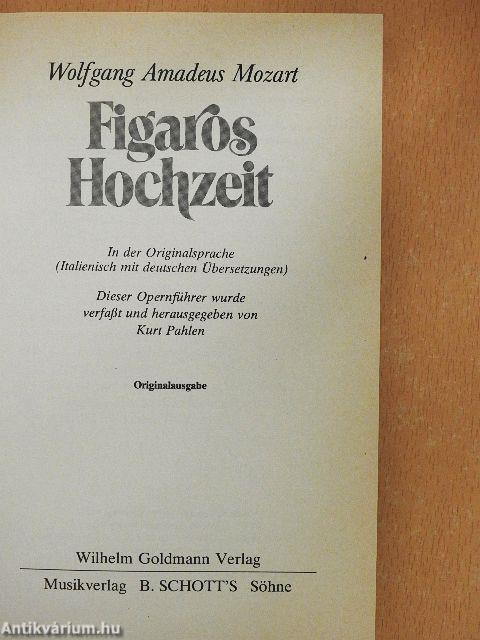 Wolfgang Amadeus Mozart
Figaros
Hochzeit
In der Originalsprache
(Italienisch mit deutschen Übersetzungen)
Dieser Opernführer wurde
verfaßt und herausgegeben von
Kurt Pahlen
Originalausgabe
Wilhelm Goldmann Verlag
Musikverlag B. SCHOTT'S Söhne
Antikvárium.hu